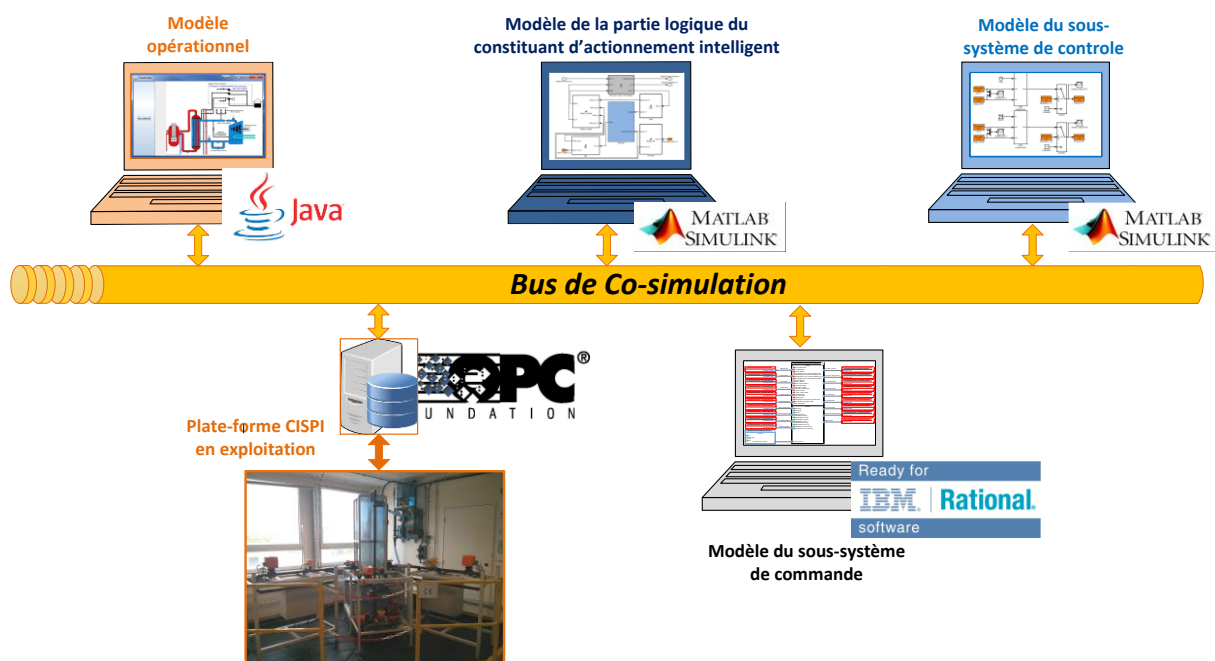 Modèle
opérationnel
Modèle de la partie logique du
constituant d'actionnement intelligent
Modèle du sous-
système de controle
Java
MATLAB
SIMULINK
MATLAB
SIMULINK
Bus de Co-simulation
OPC®
UNDATION
Plate-forme CISPI
en exploitation
Ready for
IBM. | Rational.
software
Modèle du sous-système
de commande